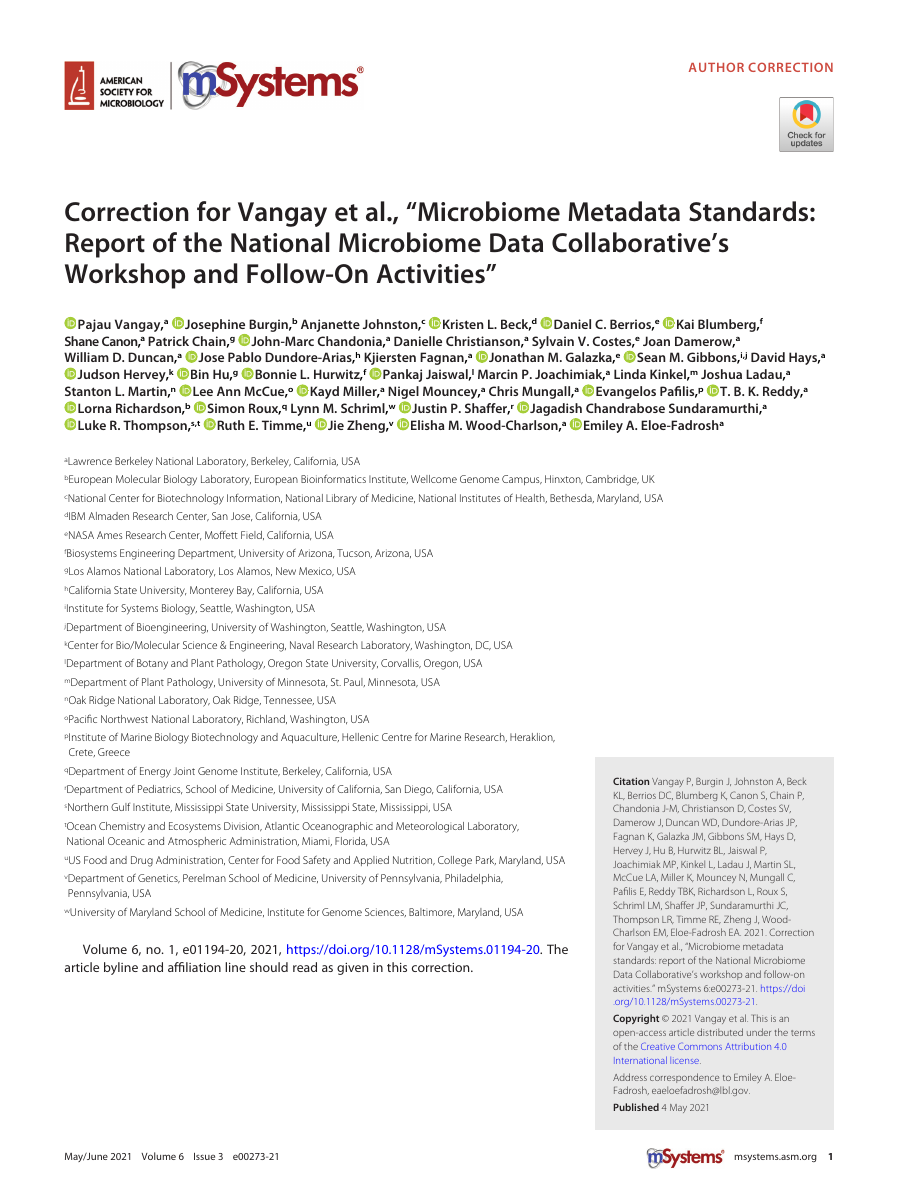 AMERICAN
SOCIETY FOR
MICROBIOLOGY
mSystems®
AUTHOR CORRECTION
Check for
updates
Correction for Vangay et al., “Microbiome Metadata Standards:
Report of the National Microbiome Data Collaborative’s
Workshop and Follow-On Activities”
Pajau Vangay,ᵃ Josephine Burgin,ᵇ Anjanette Johnston,ᶜ Kristen L. Beck,ᵈ Daniel C. Berrios,ᵉ Kai Blumberg,ᶠ
Shane Canon,ᵃ Patrick Chain,ᵍ John-Marc Chandonia,ᵃ Danielle Christianson,ᵃ Sylvain V. Costes,ᵉ Joan Damerow,ᵃ
William D. Duncan,ᵃ Jose Pablo Dundore-Arias,ʰ Kjiersten Fagnan,ᵃ Jonathan M. Galazka,ᵉ Sean M. Gibbons,ⁱ,ʲ David Hays,ᵃ
Judson Hervey,ᵏ Bin Hu,ᵍ Bonnie L. Hurwitz,ᶠ Pankaj Jaiswal,ˡ Marcin P. Joachimiak,ᵃ Linda Kinkel,ᵐ Joshua Ladau,ᵃ
Stanton L. Martin,ⁿ Lee Ann McCue,ᵒ Kayd Miller,ᵃ Nigel Mouncey,ᵃ Chris Mungall,ᵃ Evangelos Pafilis,ᵖ T. B. K. Reddy,ᵃ
Lorna Richardson,ᵇ Simon Roux,q Lynn M. Schriml,ʷ Justin P. Shaffer,ʳ Jagadish Chandrabose Sundaramurthi,ᵃ
Luke R. Thompson,ˢ,ᵗ Ruth E. Timme,ᵘ Jie Zheng,ᵛ Elisha M. Wood-Charlson,ᵃ Emiley A. Eloe-Fadroshᵃ
ᵃLawrence Berkeley National Laboratory, Berkeley, California, USA
ᵇEuropean Molecular Biology Laboratory, European Bioinformatics Institute, Wellcome Genome Campus, Hinxton, Cambridge, UK
ᶜNational Center for Biotechnology Information, National Library of Medicine, National Institutes of Health, Bethesda, Maryland, USA
ᵈIBM Almaden Research Center, San Jose, California, USA
ᵉNASA Ames Research Center, Moffett Field, California, USA
ᶠBiosystems Engineering Department, University of Arizona, Tucson, Arizona, USA
ᵍLos Alamos National Laboratory, Los Alamos, New Mexico, USA
ʰCalifornia State University, Monterey Bay, California, USA
ⁱInstitute for Systems Biology, Seattle, Washington, USA
ʲDepartment of Bioengineering, University of Washington, Seattle, Washington, USA
ᵏCenter for Bio/Molecular Science & Engineering, Naval Research Laboratory, Washington, DC, USA
ˡDepartment of Botany and Plant Pathology, Oregon State University, Corvallis, Oregon, USA
ᵐDepartment of Plant Pathology, University of Minnesota, St. Paul, Minnesota, USA
ⁿOak Ridge National Laboratory, Oak Ridge, Tennessee, USA
ᵒPacific Northwest National Laboratory, Richland, Washington, USA
ᵖInstitute of Marine Biology Biotechnology and Aquaculture, Hellenic Centre for Marine Research, Heraklion,
Crete, Greece
qDepartment of Energy Joint Genome Institute, Berkeley, California, USA
ʳDepartment of Pediatrics, School of Medicine, University of California, San Diego, California, USA
ˢNorthern Gulf Institute, Mississippi State University, Mississippi State, Mississippi, USA
ᵗOcean Chemistry and Ecosystems Division, Atlantic Oceanographic and Meteorological Laboratory,
National Oceanic and Atmospheric Administration, Miami, Florida, USA
ᵘUS Food and Drug Administration, Center for Food Safety and Applied Nutrition, College Park, Maryland, USA
ᵛDepartment of Genetics, Perelman School of Medicine, University of Pennsylvania, Philadelphia,
Pennsylvania, USA
ʷUniversity of Maryland School of Medicine, Institute for Genome Sciences, Baltimore, Maryland, USA
Volume 6, no. 1, e01194-20, 2021, https://doi.org/10.1128/mSystems.01194-20. The
article byline and affiliation line should read as given in this correction.
Citation Vangay P, Burgin J, Johnston A, Beck
KL, Berrios DC, Blumberg K, Canon S, Chain P,
Chandonia J-M, Christianson D, Costes SV,
Damerow J, Duncan WD, Dundore-Arias JP,
Fagnan K, Galazka JM, Gibbons SM, Hays D,
Hervey J, Hu B, Hurwitz BL, Jaiswal P,
Joachimiak MP, Kinkel L, Ladau J, Martin SL,
McCue LA, Miller K, Mouncey N, Mungall C,
Pafilis E, Reddy TBK, Richardson L, Roux S,
Schriml LM, Shaffer JP, Sundaramurthi JC,
Thompson LR, Timme RE, Zheng J, Wood-
Charlson EM, Eloe-Fadrosh EA. 2021. Correction
for Vangay et al., “Microbiome metadata
standards: report of the National Microbiome
Data Collaborative’s workshop and follow-on
activities.” mSystems 6:e00273-21. https://doi
.org/10.1128/mSystems.00273-21.
Copyright © 2021 Vangay et al. This is an
open-access article distributed under the terms
of the Creative Commons Attribution 4.0
International license.
Address correspondence to Emiley A. Eloe-
Fadrosh, eaeloefadrosh@lbl.gov.
Published 4 May 2021
May/June 2021 Volume 6 Issue 3 e00273-21
mSystems® msystems.asm.org 1